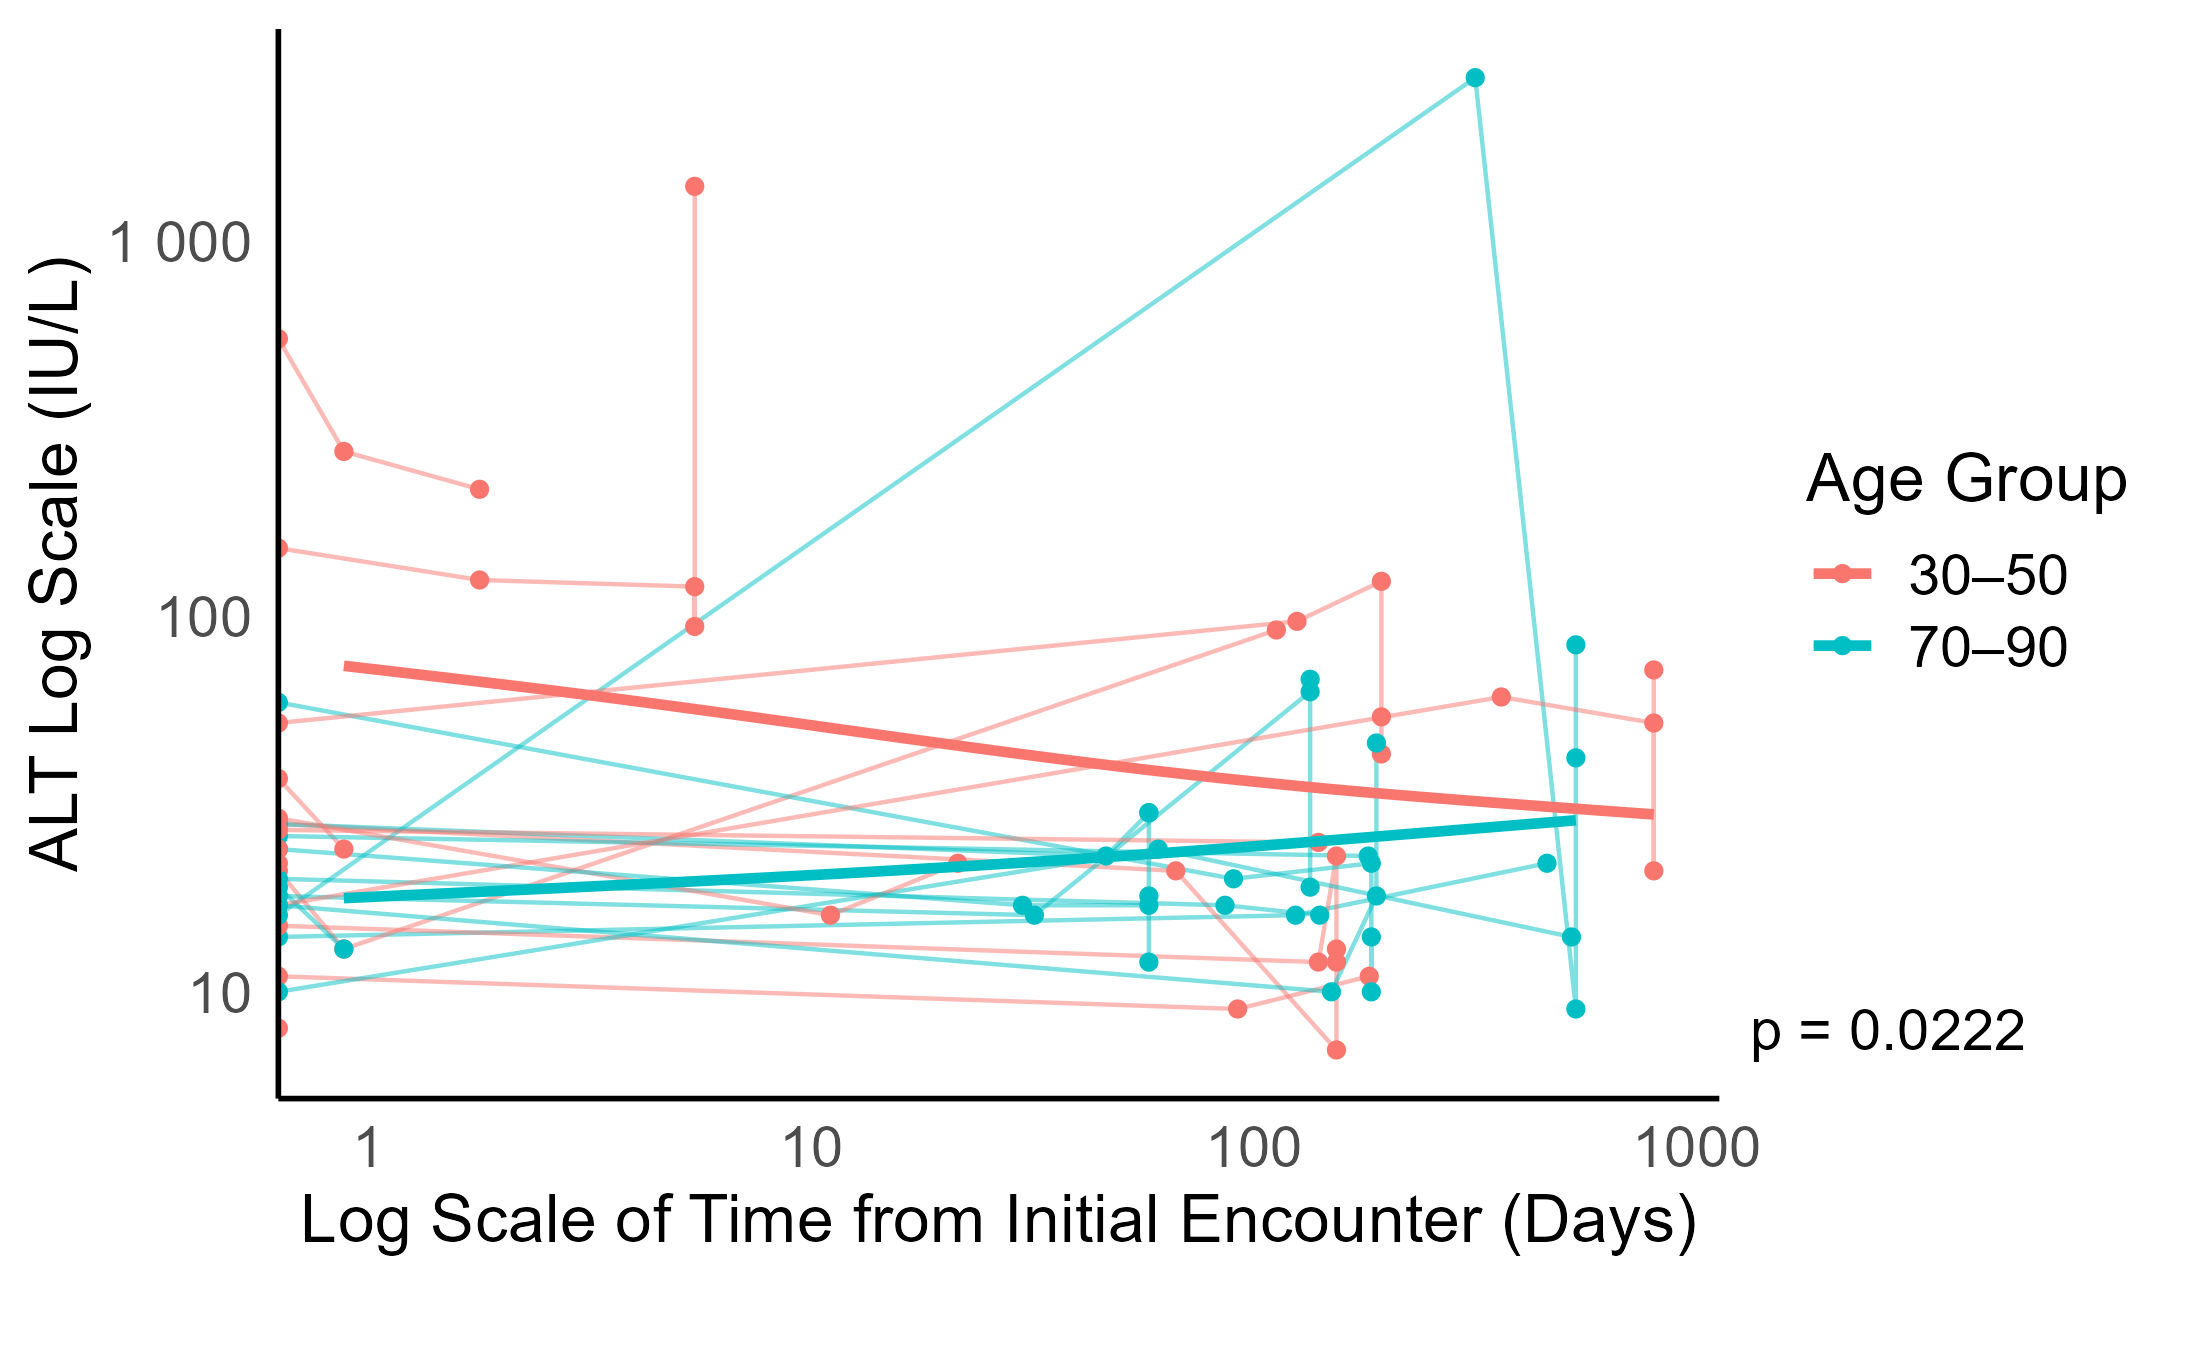 ALT Log Scale (IU/L)
1 000
100
10
1 10 100 1000
Log Scale of Time from Initial Encounter (Days)
Age Group
30–50
70–90
p = 0.0222